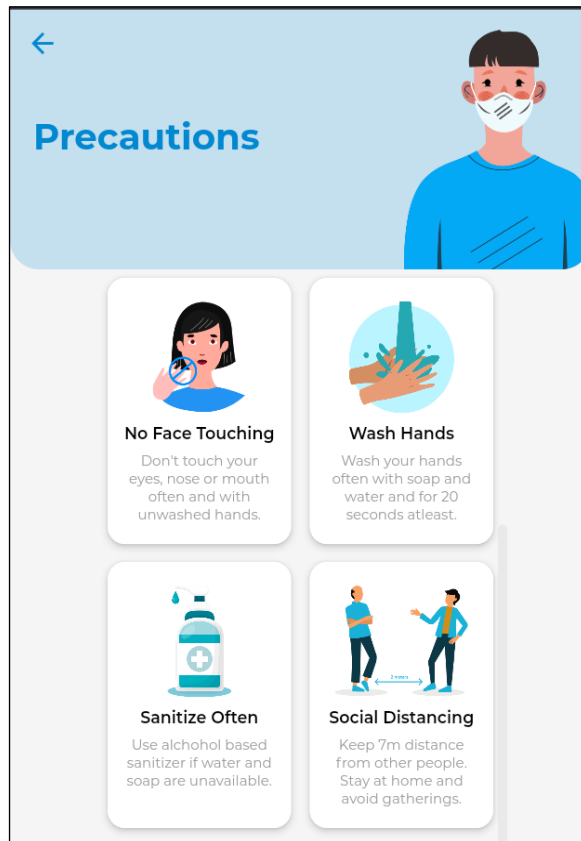 Precautions
No Face Touching
Don't touch your
eyes, nose or mouth
often and with
unwashed hands.
Wash Hands
Wash your hands
often with soap and
water and for 20
seconds atleast.
Sanitize Often
Use alchohol based
sanitizer if water and
soap are unavailable.
2 meters
Social Distancing
Keep 7m distance
from other people.
Stay at home and
avoid gatherings.